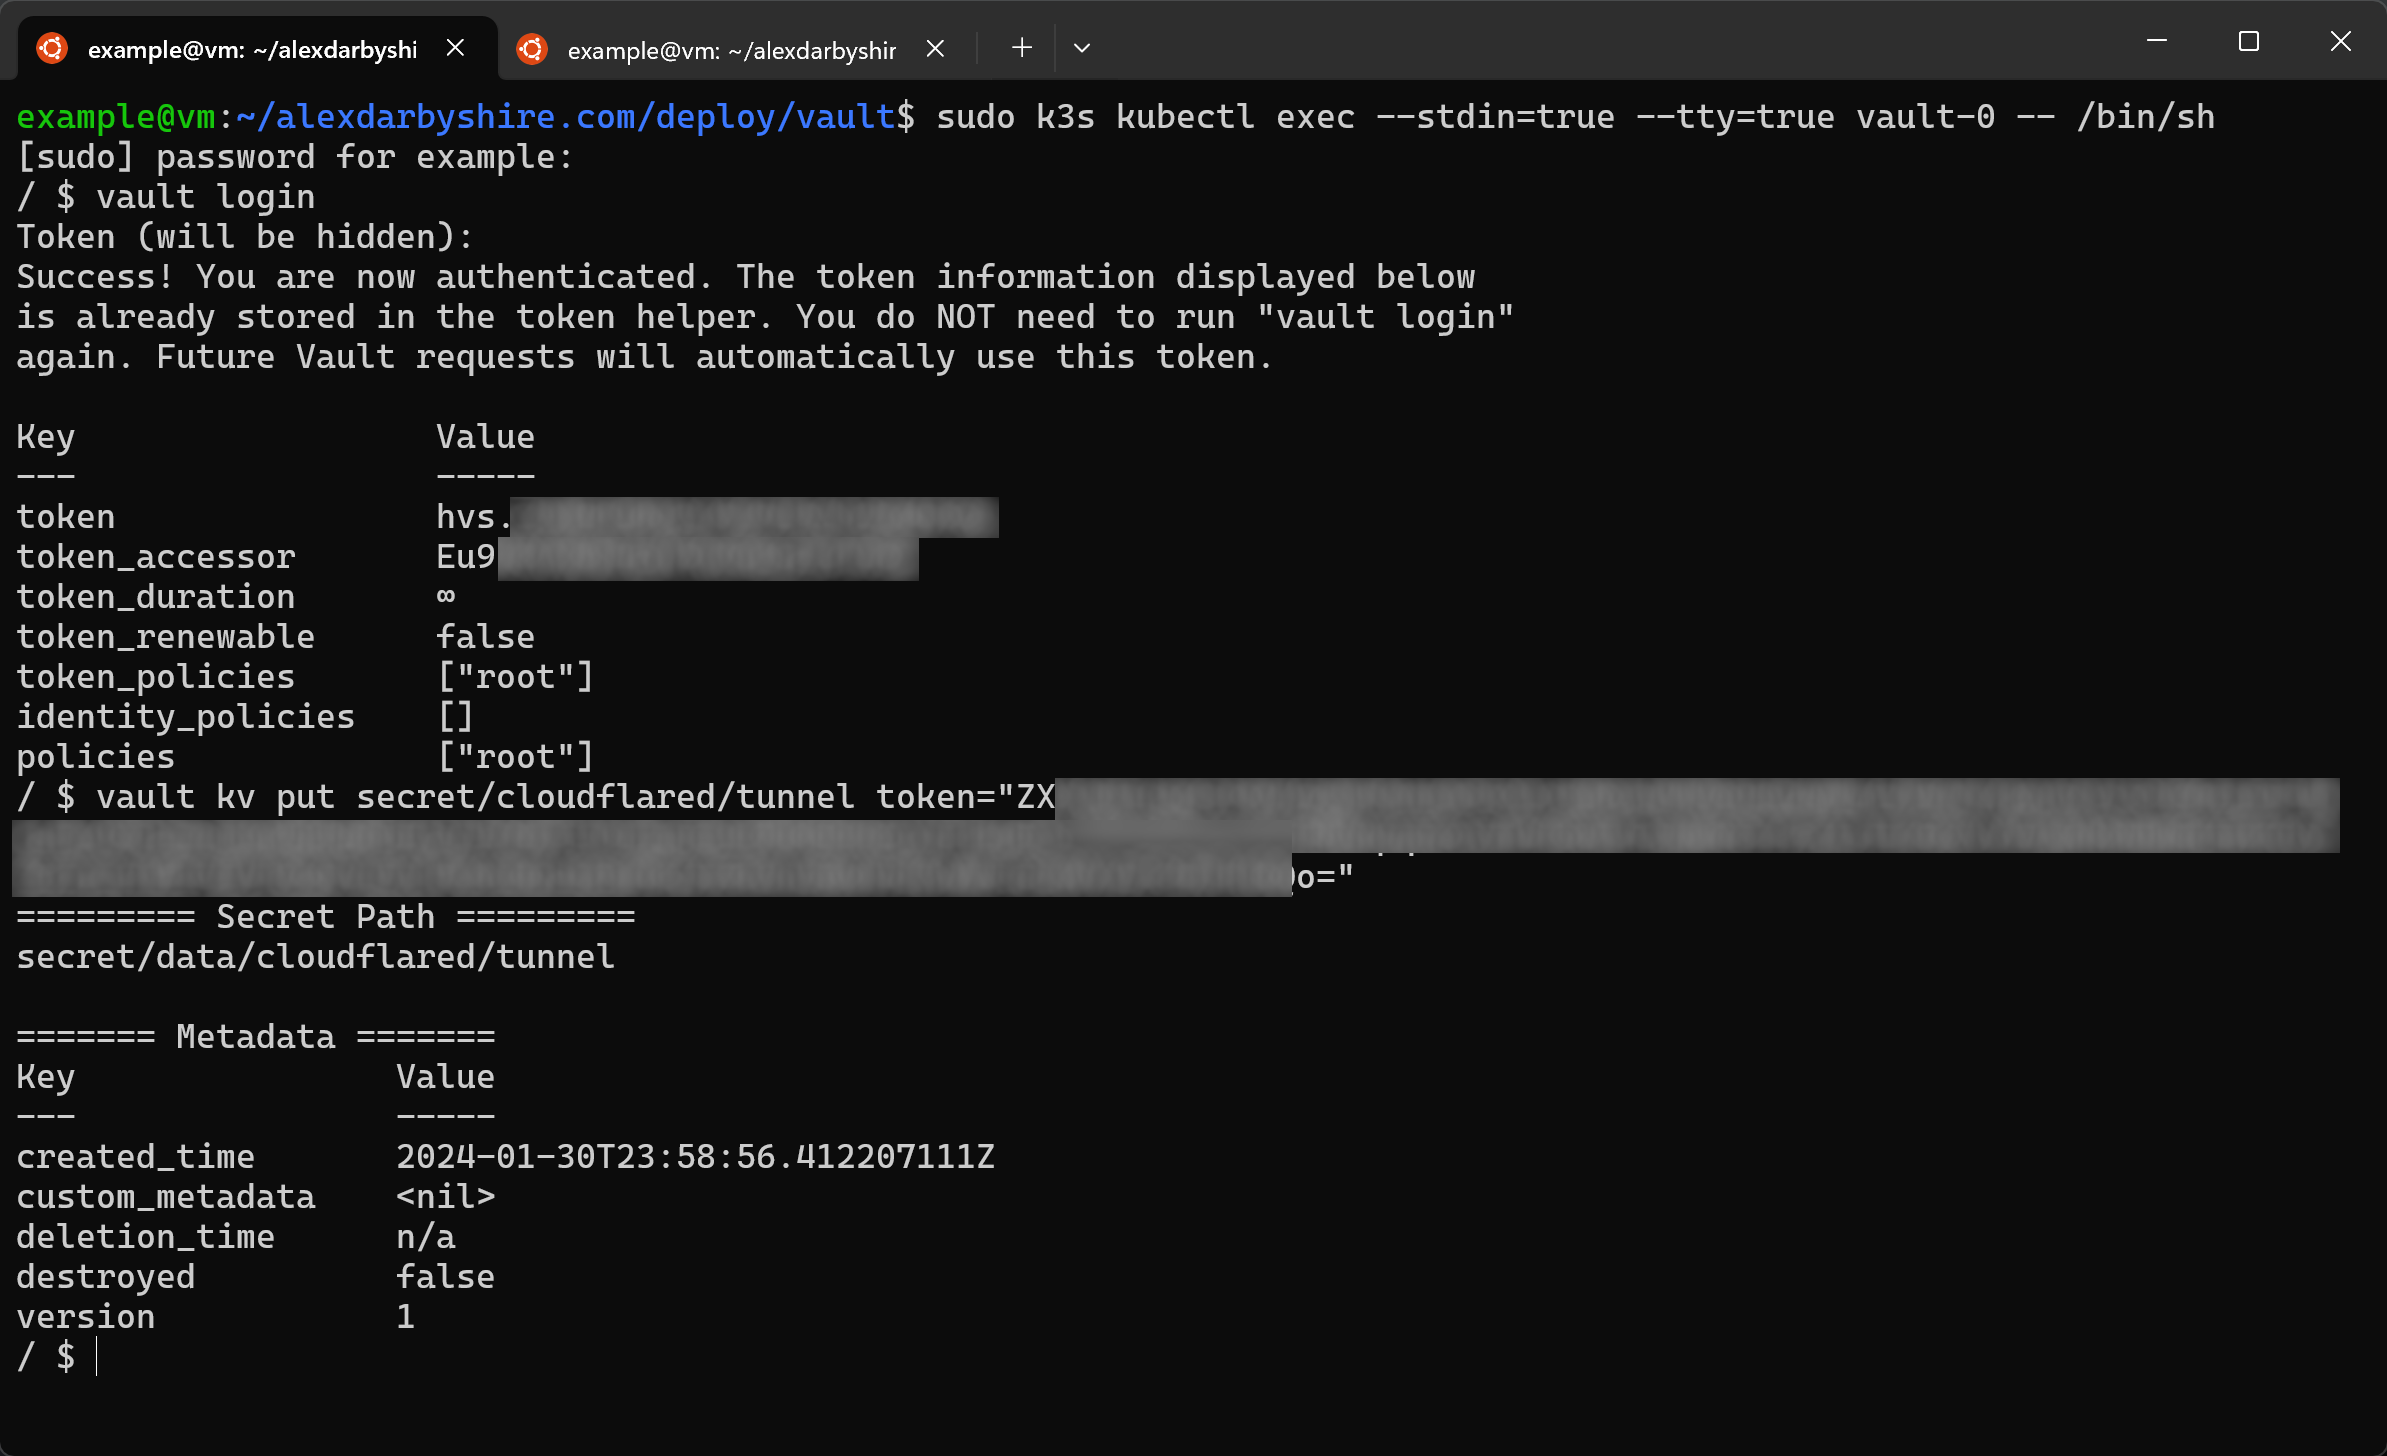 example@vm: ~/alexdarbyshi
example@vm: ~/alexdarbyshir
example@vm:~/alexdarbyshire.com/deploy/vault$ sudo k3s kubectl exec --stdin=true --tty=true vault-0 -- /bin/sh
[sudo] password for example:
/ $ vault login
Token (will be hidden):
Success! You are now authenticated. The token information displayed below
is already stored in the token helper. You do NOT need to run "vault login"
again. Future Vault requests will automatically use this token.
Key Value
--- -----
token hvs.
token_accessor Eu9
token_duration ∞
token_renewable false
token_policies ["root"]
identity_policies []
policies ["root"]
/ $ vault kv put secret/cloudflared/tunnel token="ZX
o="
========= Secret Path =========
secret/data/cloudflared/tunnel
======= Metadata =======
Key Value
--- -----
created_time 2024-01-30T23:58:56.412207111Z
custom_metadata <nil>
deletion_time n/a
destroyed false
version 1
/ $